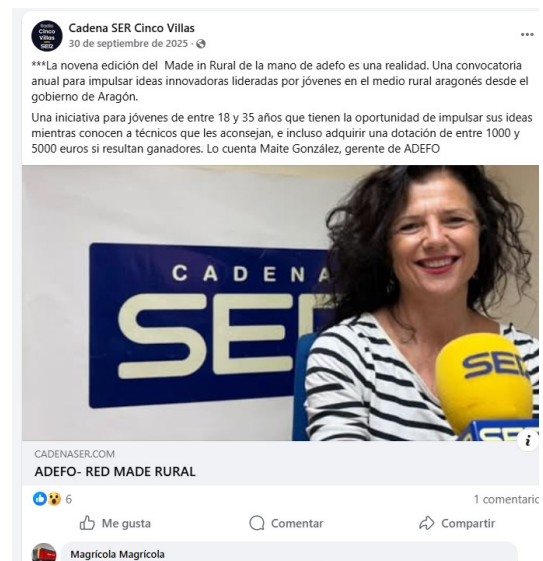 Radio
Cinco
Villas
SER
Cadena SER Cinco Villas
30 de septiembre de 2025 ·
***La novena edición del Made in Rural de la mano de adefo es una realidad. Una convocatoria
anual para impulsar ideas innovadoras lideradas por jóvenes en el medio rural aragonés desde el
gobierno de Aragón.
Una iniciativa para jóvenes de entre 18 y 35 años que tienen la oportunidad de impulsar sus ideas
mientras conocen a técnicos que les aconsejan, e incluso adquirir una dotación de entre 1000 y
5000 euros si resultan ganadores. Lo cuenta Maite González, gerente de ADEFO
CADENA
SER
SER
SER
CADENASER.COM
ADEFO- RED MADE RURAL
6
1 comentario
Me gusta
Comentar
Compartir
Magrícola Magrícola